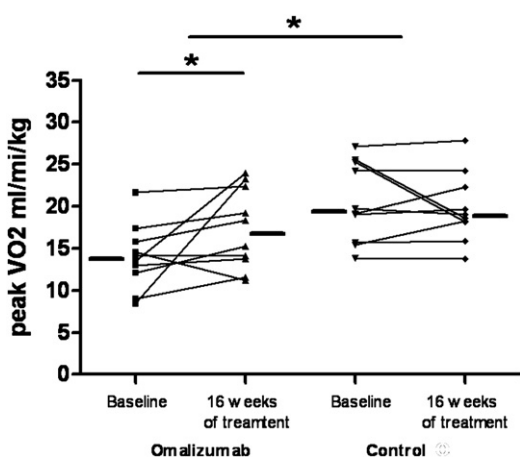 *
*
peak VO2 ml/mi/kg
35
30
25
20
15
10
5
0
Baseline
16 weeks
of treamtent
Baseline
16 weeks
of treatment
Omalizumab
Control